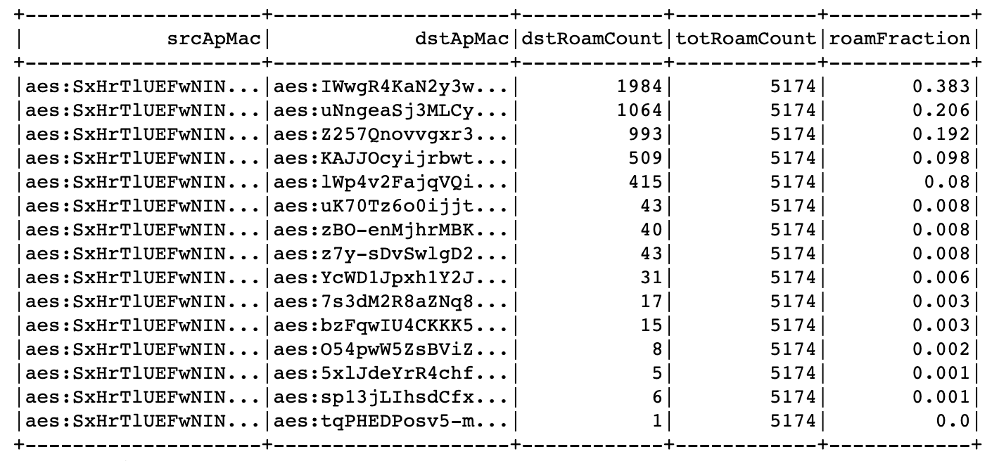 +-------------------+-------------------+------------+------------+------------+
|           srcApMac|           dstApMac|dstRoamCount|totRoamCount|roamFraction|
+-------------------+-------------------+------------+------------+------------+
|aes:SxHrTlUEFwNIN...|aes:IWwgR4KaN2y3w...|        1984|        5174|       0.383|
|aes:SxHrTlUEFwNIN...|aes:uNngeaSj3MLCy...|        1064|        5174|       0.206|
|aes:SxHrTlUEFwNIN...|aes:Z257Qnovvgxr3...|         993|        5174|       0.192|
|aes:SxHrTlUEFwNIN...|aes:KAJJOcyijrbwt...|         509|        5174|       0.098|
|aes:SxHrTlUEFwNIN...|aes:lWp4v2FajqVQi...|         415|        5174|        0.08|
|aes:SxHrTlUEFwNIN...|aes:uK70Tz6o0ijjt...|          43|        5174|       0.008|
|aes:SxHrTlUEFwNIN...|aes:zBO-enMjhrMBK...|          40|        5174|       0.008|
|aes:SxHrTlUEFwNIN...|aes:z7y-sDvSwlgD2...|          43|        5174|       0.008|
|aes:SxHrTlUEFwNIN...|aes:YcWD1Jpxh1Y2J...|          31|        5174|       0.006|
|aes:SxHrTlUEFwNIN...|aes:7s3dM2R8aZNq8...|          17|        5174|       0.003|
|aes:SxHrTlUEFwNIN...|aes:bzFqwIU4CKKK5...|          15|        5174|       0.003|
|aes:SxHrTlUEFwNIN...|aes:O54pwW5ZsBViZ...|           8|        5174|       0.002|
|aes:SxHrTlUEFwNIN...|aes:5xlJdeYrR4chf...|           5|        5174|       0.001|
|aes:SxHrTlUEFwNIN...|aes:sp13jLIhsdCfx...|           6|        5174|       0.001|
|aes:SxHrTlUEFwNIN...|aes:tqPHEDPosv5-m...|           1|        5174|         0.0|
+-------------------+-------------------+------------+------------+------------+